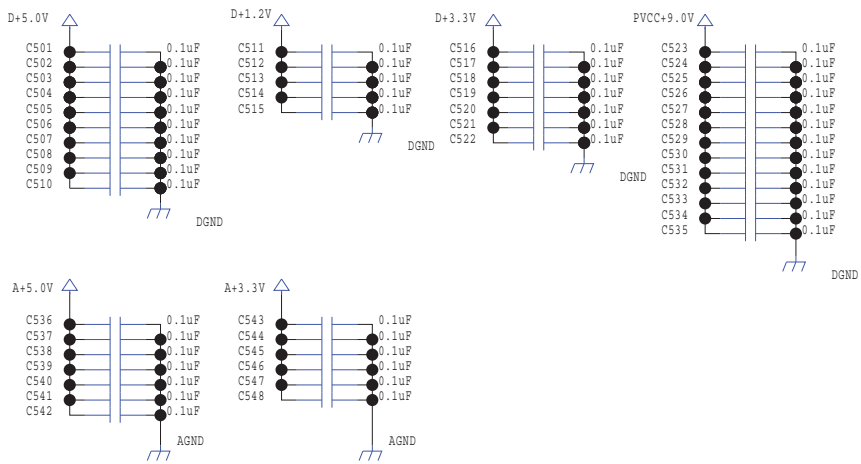 D+5.0V
C501 0.1uF
C502 0.1uF
C503 0.1uF
C504 0.1uF
C505 0.1uF
C506 0.1uF
C507 0.1uF
C508 0.1uF
C509 0.1uF
C510 0.1uF
DGND
D+1.2V
C511 0.1uF
C512 0.1uF
C513 0.1uF
C514 0.1uF
C515 0.1uF
DGND
D+3.3V
C516 0.1uF
C517 0.1uF
C518 0.1uF
C519 0.1uF
C520 0.1uF
C521 0.1uF
C522 0.1uF
DGND
PVCC+9.0V
C523 0.1uF
C524 0.1uF
C525 0.1uF
C526 0.1uF
C527 0.1uF
C528 0.1uF
C529 0.1uF
C530 0.1uF
C531 0.1uF
C532 0.1uF
C533 0.1uF
C534 0.1uF
C535 0.1uF
DGND
A+5.0V
C536 0.1uF
C537 0.1uF
C538 0.1uF
C539 0.1uF
C540 0.1uF
C541 0.1uF
C542 0.1uF
AGND
A+3.3V
C543 0.1uF
C544 0.1uF
C545 0.1uF
C546 0.1uF
C547 0.1uF
C548 0.1uF
AGND